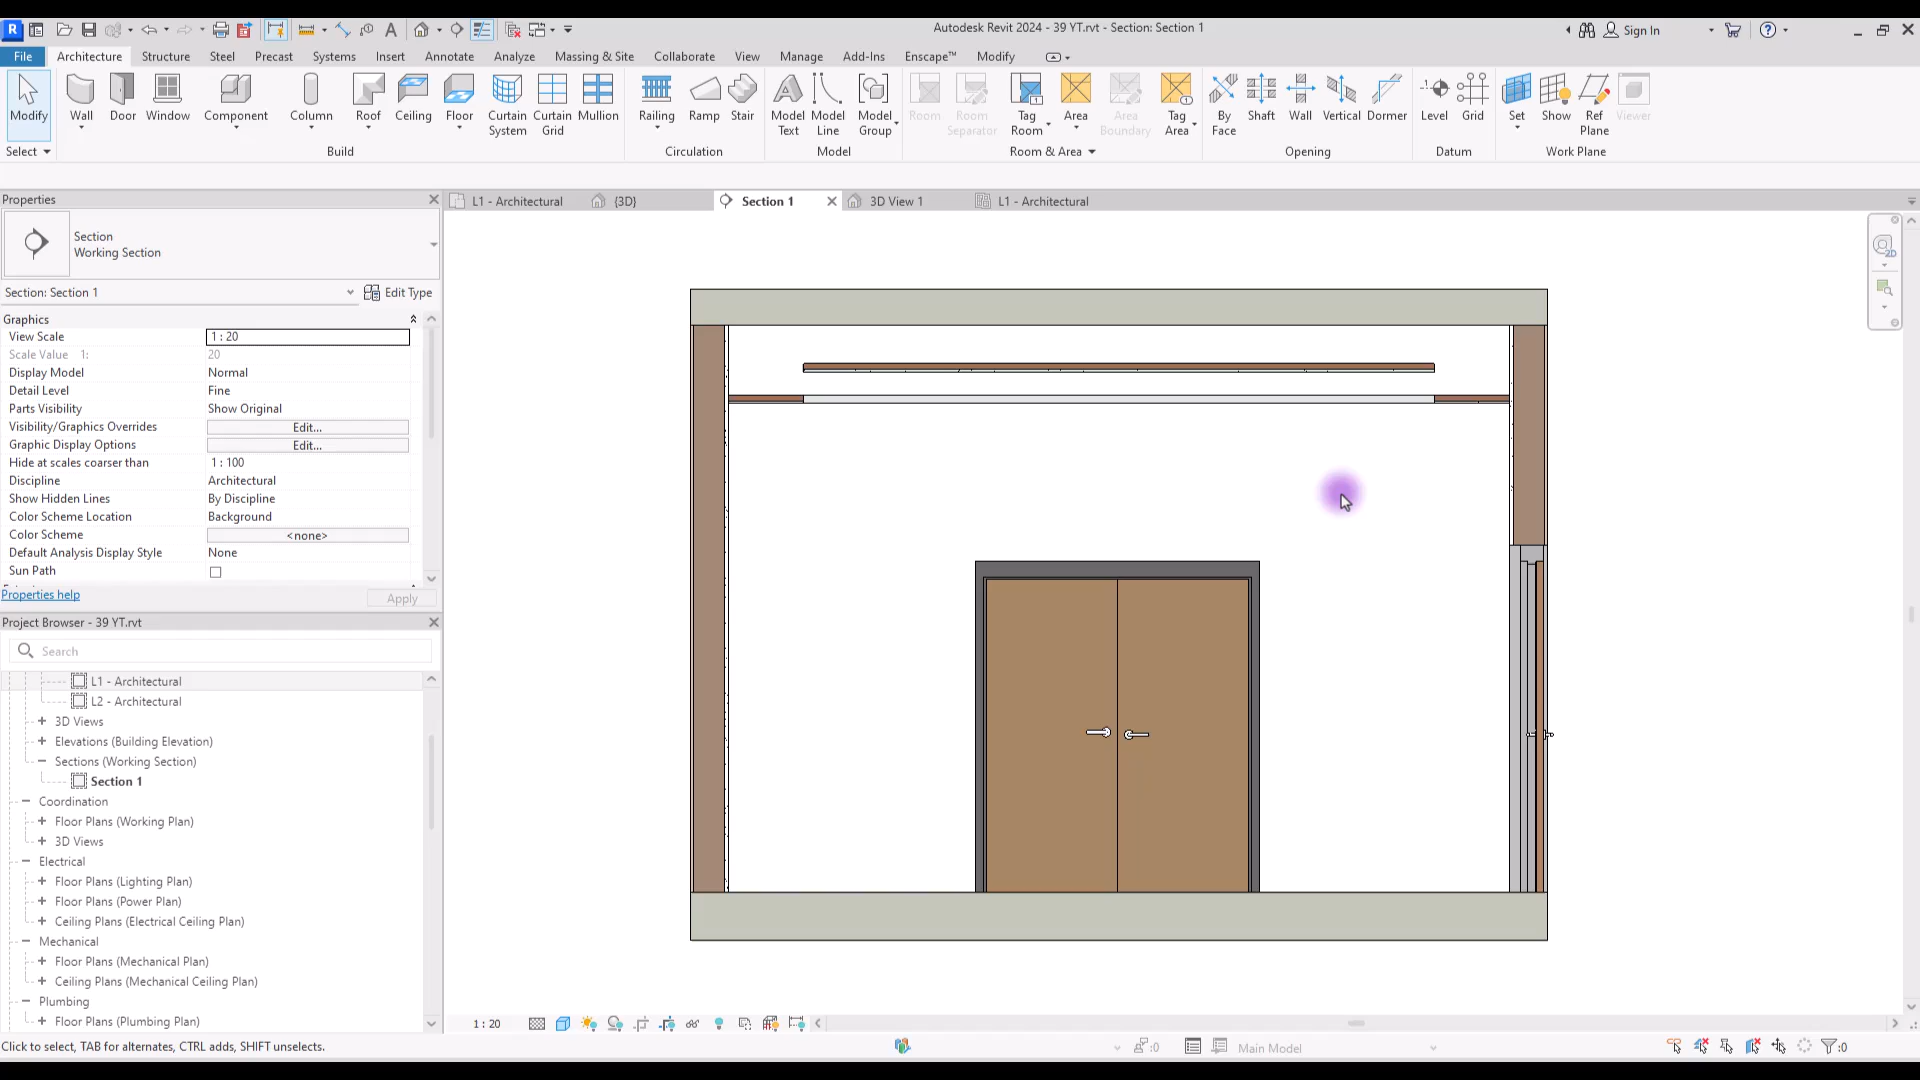 Autodesk Revit 2024 - 39 YT.rvt - Section: Section 1
Sign In
File Architecture Structure Steel Precast Systems Insert Annotate Analyze Massing & Site Collaborate View Manage Add-Ins Enscape™ Modify
Modify Wall Door Window Component Column Roof Ceiling Floor Curtain System Curtain Grid Mullion Railing Ramp Stair Model Text Model Line Model Group Room Room Separator Tag Room Area Area Boundary Tag Area By Face Shaft Wall Vertical Dormer Level Grid Set Show Ref Plane Viewer
Select Build Circulation Model Room & Area Opening Datum Work Plane
Properties
L1 - Architectural {3D} Section 1 3D View 1 L1 - Architectural
Section
Working Section
Section: Section 1 Edit Type
Graphics
View Scale 1 : 20
Scale Value 1: 20
Display Model Normal
Detail Level Fine
Parts Visibility Show Original
Visibility/Graphics Overrides Edit...
Graphic Display Options Edit...
Hide at scales coarser than 1 : 100
Discipline Architectural
Show Hidden Lines By Discipline
Color Scheme Location Background
Color Scheme <none>
Default Analysis Display Style None
Sun Path
Properties help Apply
Project Browser - 39 YT.rvt
Search
L1 - Architectural
L2 - Architectural
3D Views
Elevations (Building Elevation)
Sections (Working Section)
Section 1
Coordination
Floor Plans (Working Plan)
3D Views
Electrical
Floor Plans (Lighting Plan)
Floor Plans (Power Plan)
Ceiling Plans (Electrical Ceiling Plan)
Mechanical
Floor Plans (Mechanical Plan)
Ceiling Plans (Mechanical Ceiling Plan)
Plumbing
Floor Plans (Plumbing Plan)
1 : 20
Click to select, TAB for alternates, CTRL adds, SHIFT unselects.
:0
Main Model
:0